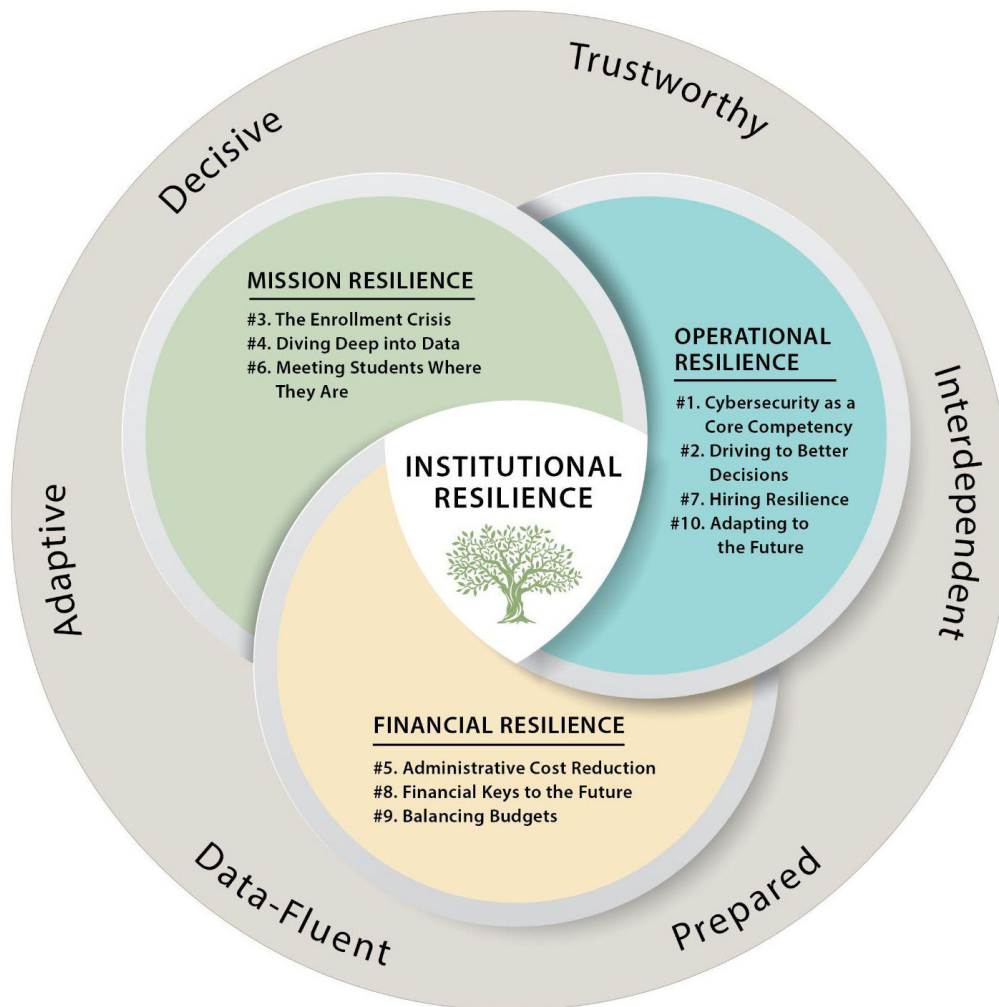 Trustworthy
Decisive
MISSION RESILIENCE
#3. The Enrollment Crisis
#4. Diving Deep into Data
#6. Meeting Students Where
They Are
OPERATIONAL
RESILIENCE
#1. Cybersecurity as a
Core Competency
#2. Driving to Better
Decisions
#7. Hiring Resilience
#10. Adapting to
the Future
Interdependent
INSTITUTIONAL
RESILIENCE
Adaptive
FINANCIAL RESILIENCE
#5. Administrative Cost Reduction
#8. Financial Keys to the Future
#9. Balancing Budgets
Data-Fluent
Prepared